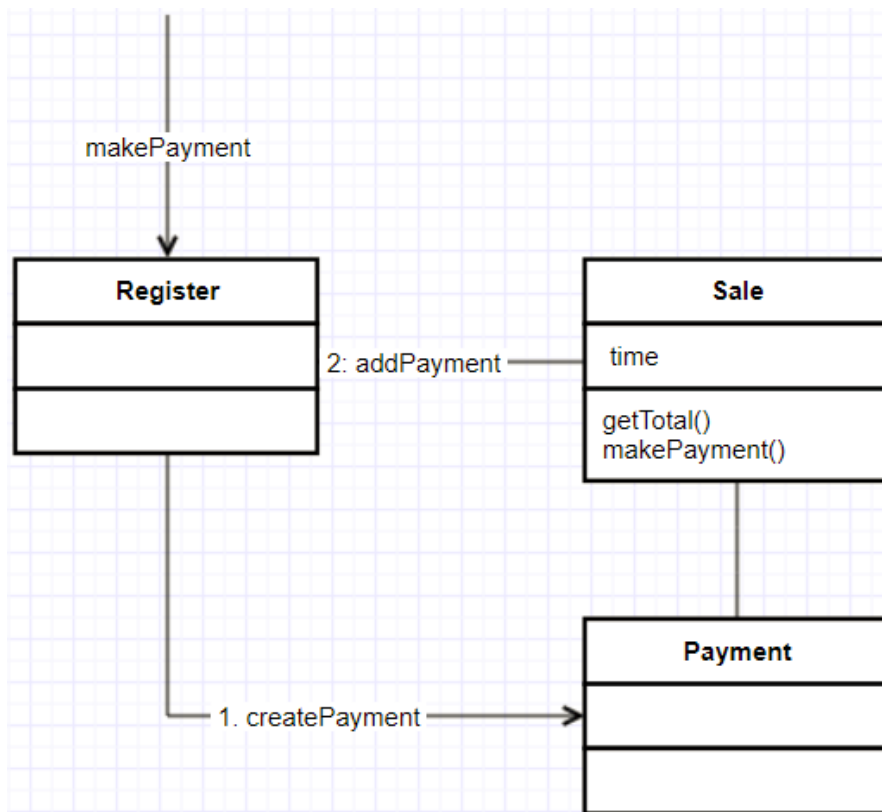 makePayment
Register
Sale
2: addPayment
time
getTotal()
makePayment()
Payment
1. createPayment